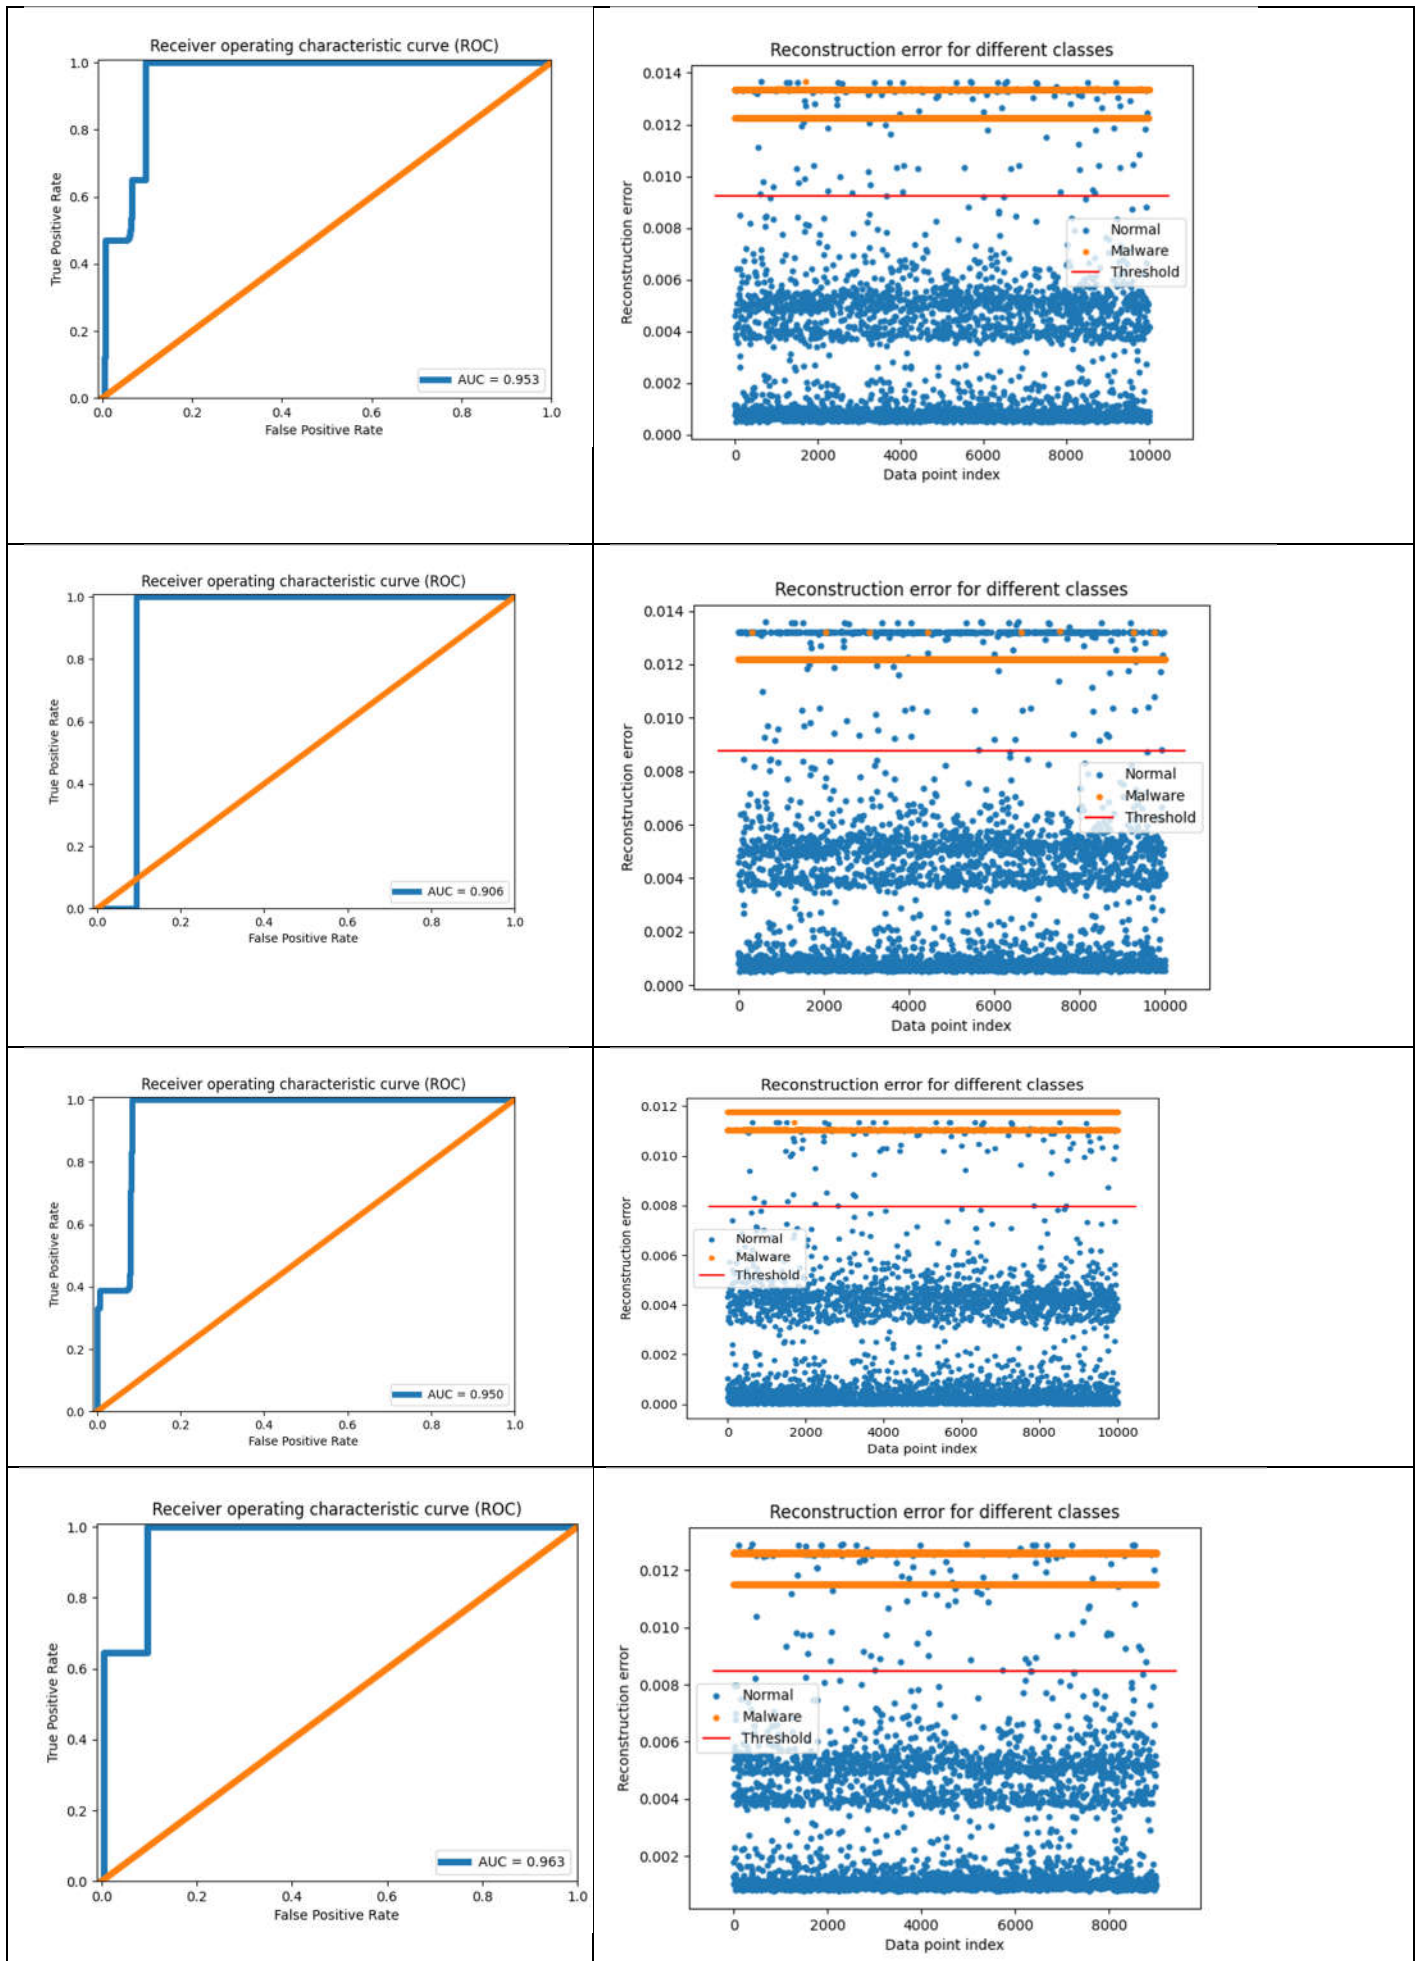 Receiver operating characteristic curve (ROC)
1.0
0.8
0.6
0.4
0.2
0.0
True Positive Rate
AUC = 0.953
0.0 0.2 0.4 0.6 0.8 1.0
False Positive Rate
Reconstruction error for different classes
0.014
0.012
0.010
0.008
0.006
0.004
0.002
0.000
Reconstruction error
Normal
Malware
Threshold
0 2000 4000 6000 8000 10000
Data point index
Receiver operating characteristic curve (ROC)
1.0
0.8
0.6
0.4
0.2
0.0
True Positive Rate
AUC = 0.906
0.0 0.2 0.4 0.6 0.8 1.0
False Positive Rate
Reconstruction error for different classes
0.014
0.012
0.010
0.008
0.006
0.004
0.002
0.000
Reconstruction error
Normal
Malware
Threshold
0 2000 4000 6000 8000 10000
Data point index
Receiver operating characteristic curve (ROC)
1.0
0.8
0.6
0.4
0.2
0.0
True Positive Rate
AUC = 0.950
0.0 0.2 0.4 0.6 0.8 1.0
False Positive Rate
Reconstruction error for different classes
0.012
0.010
0.008
0.006
0.004
0.002
0.000
Reconstruction error
Normal
Malware
Threshold
0 2000 4000 6000 8000 10000
Data point index
Receiver operating characteristic curve (ROC)
1.0
0.8
0.6
0.4
0.2
0.0
True Positive Rate
AUC = 0.963
0.0 0.2 0.4 0.6 0.8 1.0
False Positive Rate
Reconstruction error for different classes
0.012
0.010
0.008
0.006
0.004
0.002
Reconstruction error
Normal
Malware
Threshold
0 2000 4000 6000 8000
Data point index